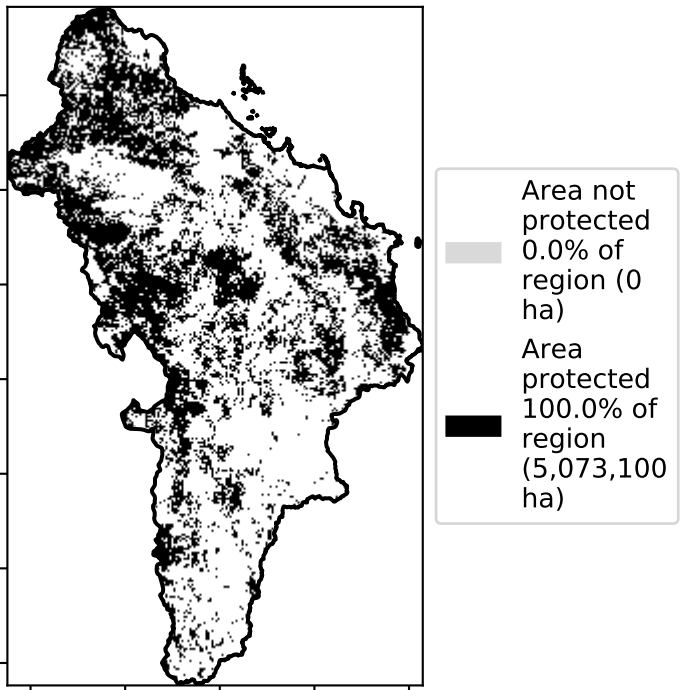 Area not
protected
0.0% of
region (0
ha)
Area
protected
100.0% of
region
(5,073,100
ha)